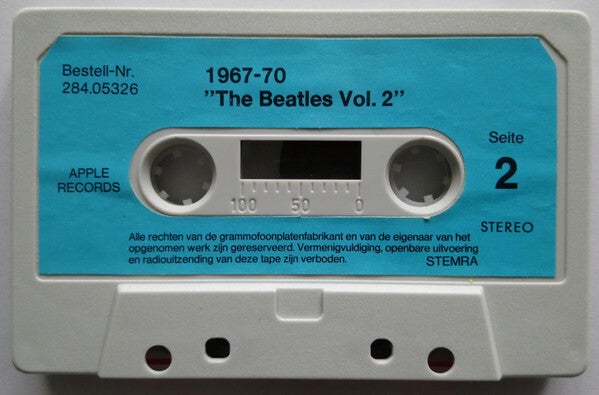 Bestell-Nr.
284.05326
1967-70
"The Beatles Vol. 2"
Seite
2
APPLE
RECORDS
100 50 0
STEREO
Alle rechten van de grammofoonplatenfabrikant en van de eigenaar van het
opgenomen werk zijn gereserveerd. Vermenigvuldiging, openbare uitvoering
en radiouitzending van deze tape zijn verboden. STEMRA